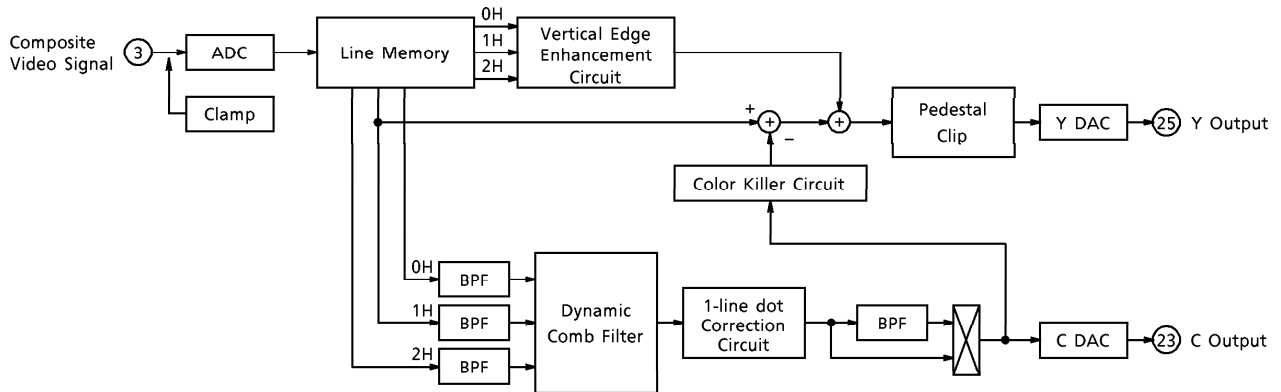 Composite
Video Signal
3
ADC
Clamp
Line Memory
0H
1H
2H
Vertical Edge
Enhancement
Circuit
+
−
+
+
Pedestal
Clip
Y DAC
25
Y Output
Color Killer Circuit
0H
1H
2H
BPF
BPF
BPF
Dynamic
Comb Filter
1-line dot
Correction
Circuit
BPF
C DAC
23
C Output